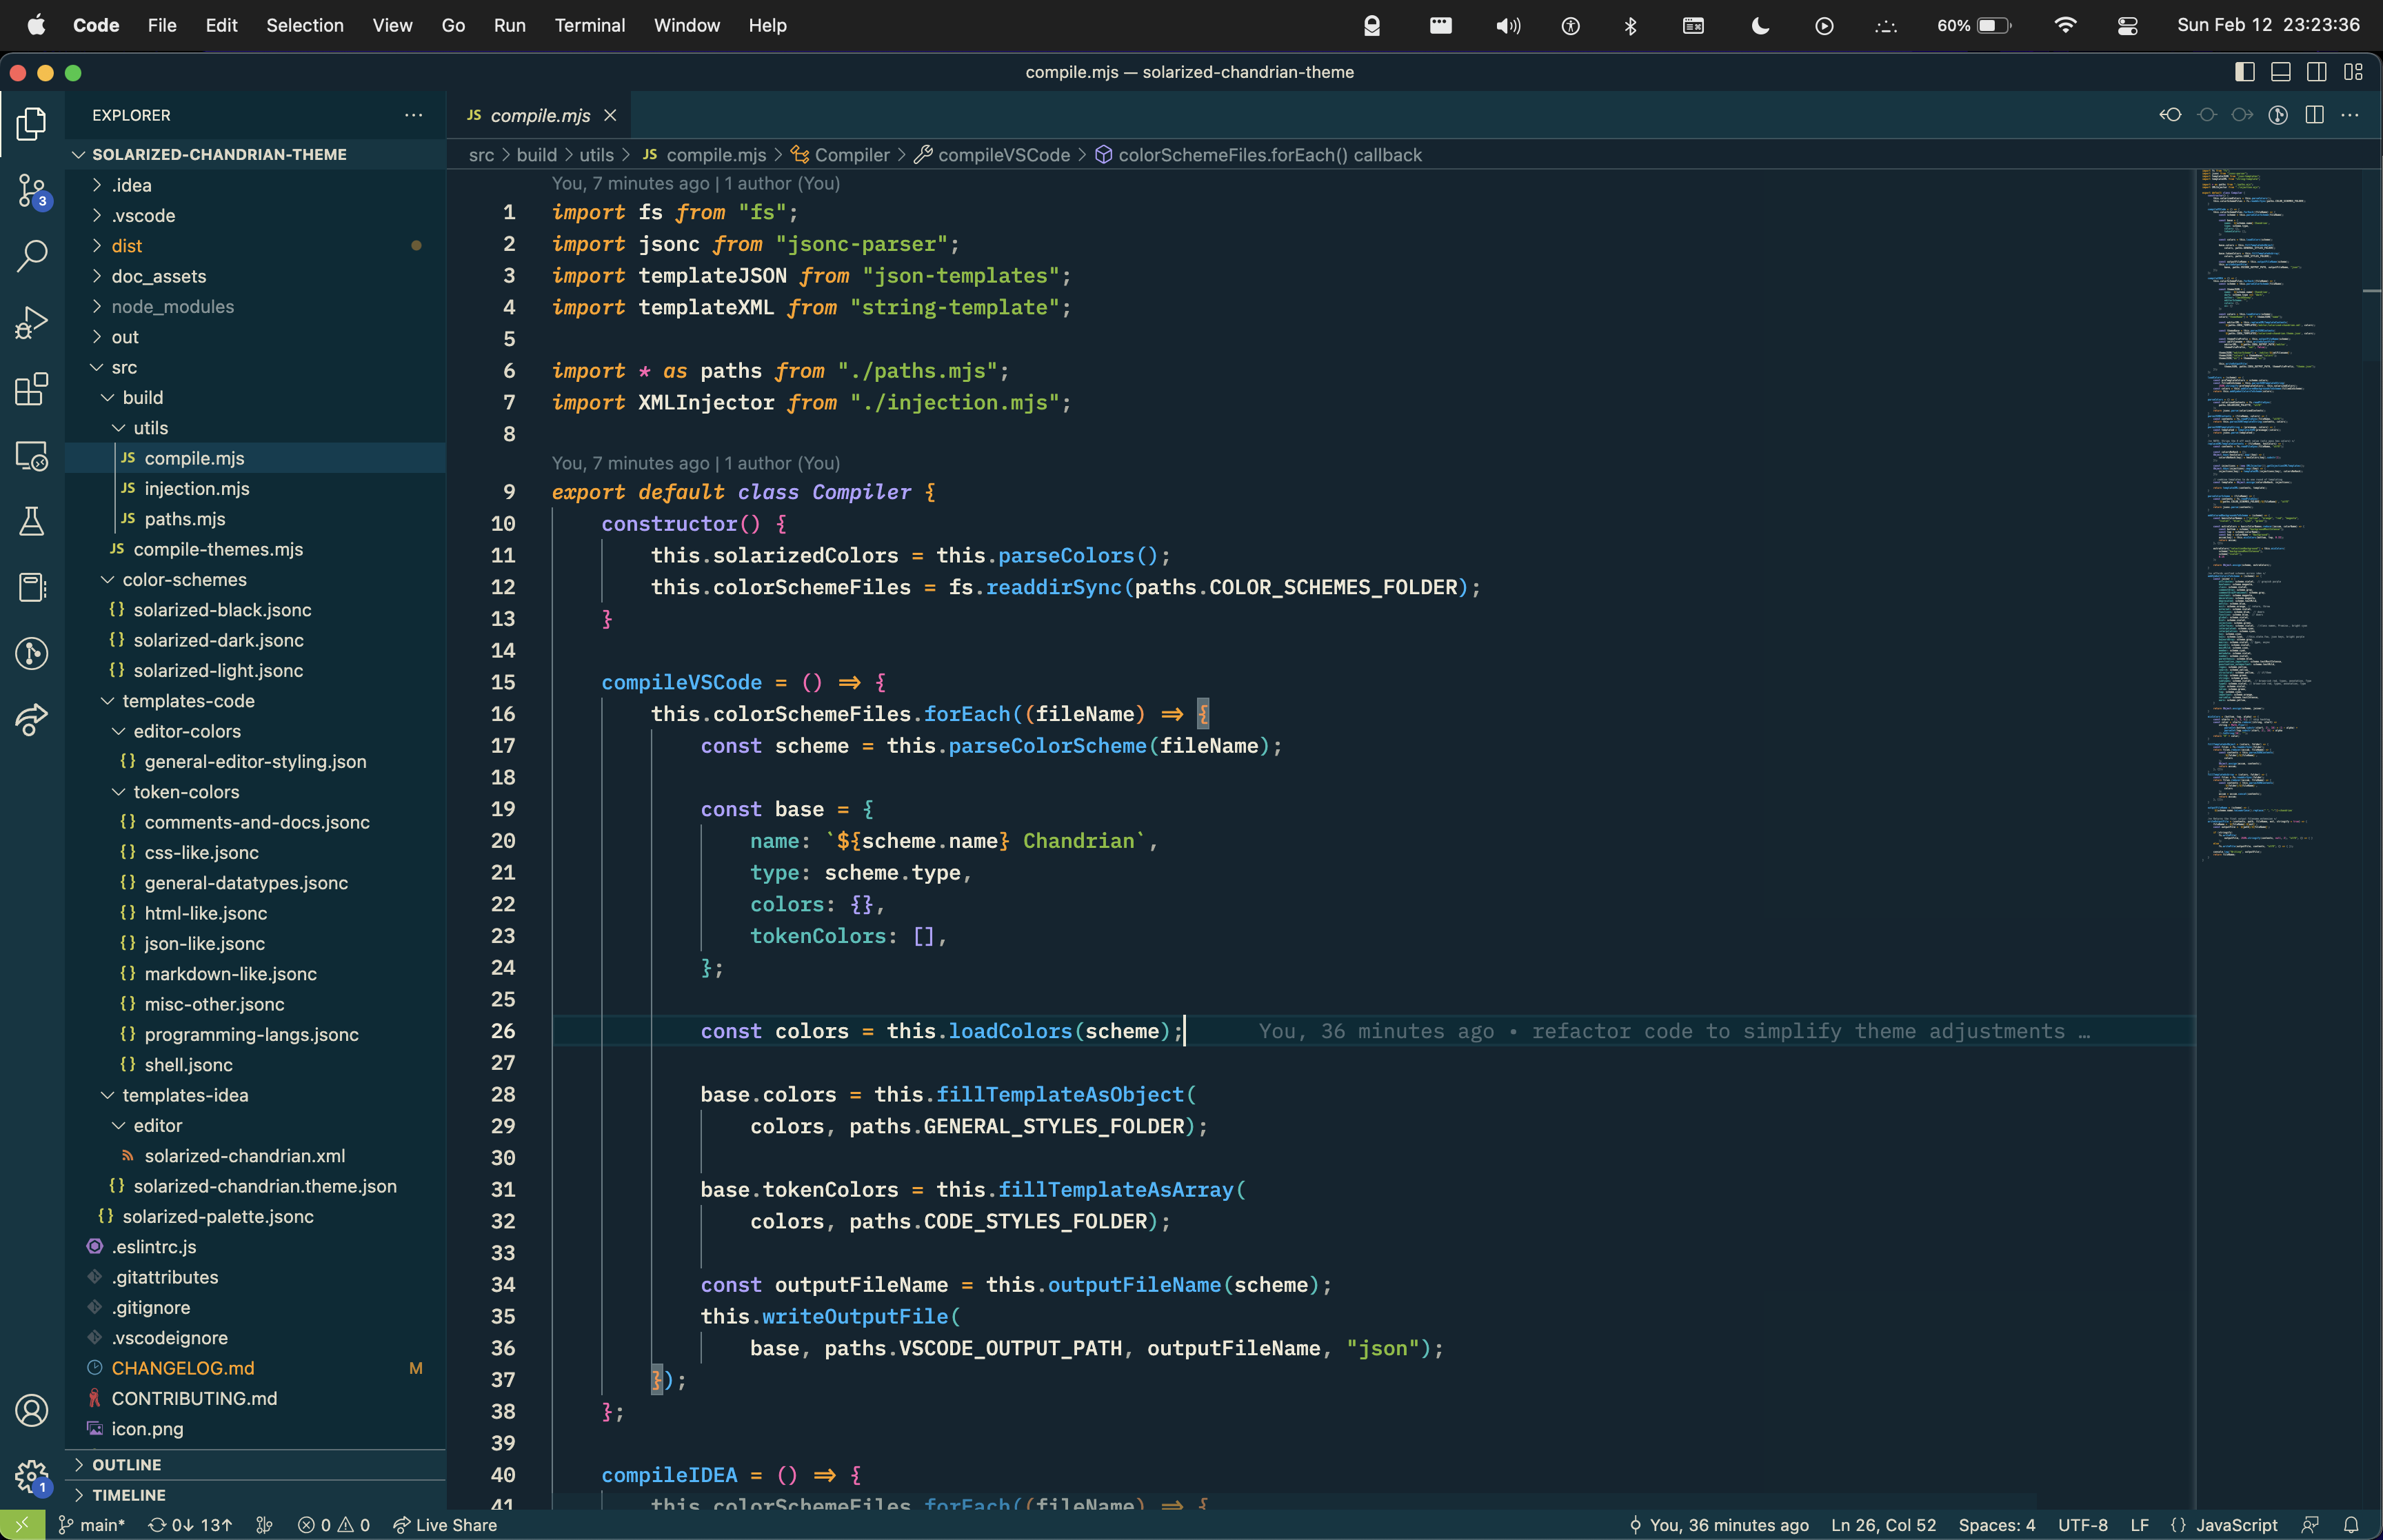 Code File Edit Selection View Go Run Terminal Window Help 60% Sun Feb 12 23:23:36
compile.mjs — solarized-chandrian-theme
EXPLORER
SOLARIZED-CHANDRIAN-THEME
.idea
.vscode
dist
doc_assets
node_modules
out
src
build
utils
JS compile.mjs
JS injection.mjs
JS paths.mjs
JS compile-themes.mjs
color-schemes
{} solarized-black.jsonc
{} solarized-dark.jsonc
{} solarized-light.jsonc
templates-code
editor-colors
{} general-editor-styling.json
token-colors
{} comments-and-docs.jsonc
{} css-like.jsonc
{} general-datatypes.jsonc
{} html-like.jsonc
{} json-like.jsonc
{} markdown-like.jsonc
{} misc-other.jsonc
{} programming-langs.jsonc
{} shell.jsonc
templates-idea
editor
solarized-chandrian.xml
{} solarized-chandrian.theme.json
{} solarized-palette.jsonc
.eslintrc.js
.gitattributes
.gitignore
.vscodeignore
CHANGELOG.md M
CONTRIBUTING.md
icon.png
OUTLINE
TIMELINE
3
1
JS compile.mjs
src > build > utils > JS compile.mjs > Compiler > compileVSCode > colorSchemeFiles.forEach() callback
You, 7 minutes ago | 1 author (You)
1 import fs from "fs";
2 import jsonc from "jsonc-parser";
3 import templateJSON from "json-templates";
4 import templateXML from "string-template";
5
6 import * as paths from "./paths.mjs";
7 import XMLInjector from "./injection.mjs";
8
You, 7 minutes ago | 1 author (You)
9 export default class Compiler {
10 constructor() {
11 this.solarizedColors = this.parseColors();
12 this.colorSchemeFiles = fs.readdirSync(paths.COLOR_SCHEMES_FOLDER);
13 }
14
15 compileVSCode = () => {
16 this.colorSchemeFiles.forEach((fileName) => {
17 const scheme = this.parseColorScheme(fileName);
18
19 const base = {
20 name: `${scheme.name} Chandrian`,
21 type: scheme.type,
22 colors: {},
23 tokenColors: [],
24 };
25
26 const colors = this.loadColors(scheme); You, 36 minutes ago • refactor code to simplify theme adjustments …
27
28 base.colors = this.fillTemplateAsObject(
29 colors, paths.GENERAL_STYLES_FOLDER);
30
31 base.tokenColors = this.fillTemplateAsArray(
32 colors, paths.CODE_STYLES_FOLDER);
33
34 const outputFileName = this.outputFileName(scheme);
35 this.writeOutputFile(
36 base, paths.VSCODE_OUTPUT_PATH, outputFileName, "json");
37 });
38 };
39
40 compileIDEA = () => {
41 this.colorSchemeFiles.forEach((fileName) => {
main* 0↓ 13↑ 0 0 Live Share You, 36 minutes ago Ln 26, Col 52 Spaces: 4 UTF-8 LF {} JavaScript